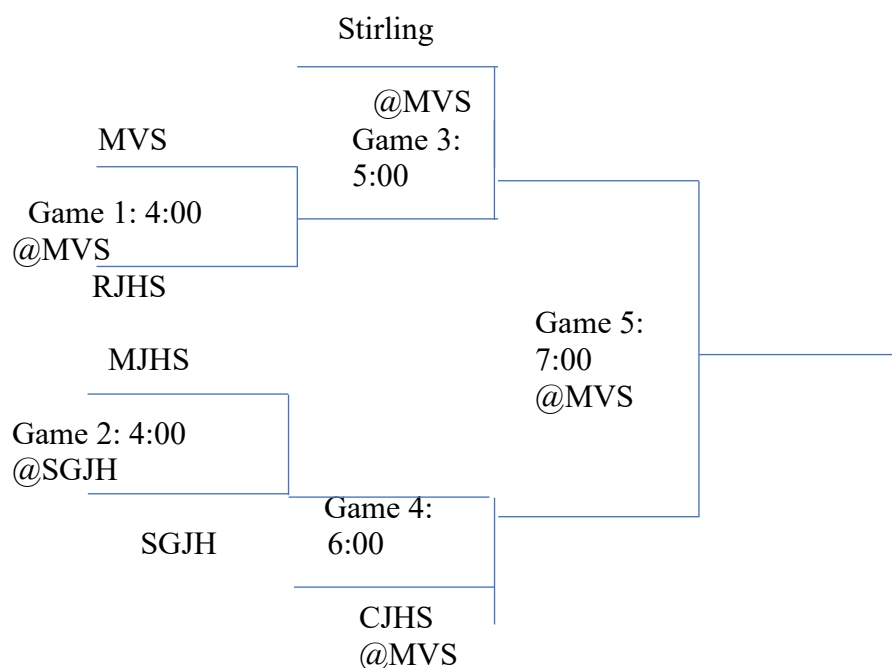 Stirling
@MVS
Game 3:
5:00
MVS
Game 1: 4:00
@MVS
RJHS
Game 5:
7:00
@MVS
MJHS
Game 2: 4:00
@SGJH
SGJH
Game 4:
6:00
CJHS
@MVS